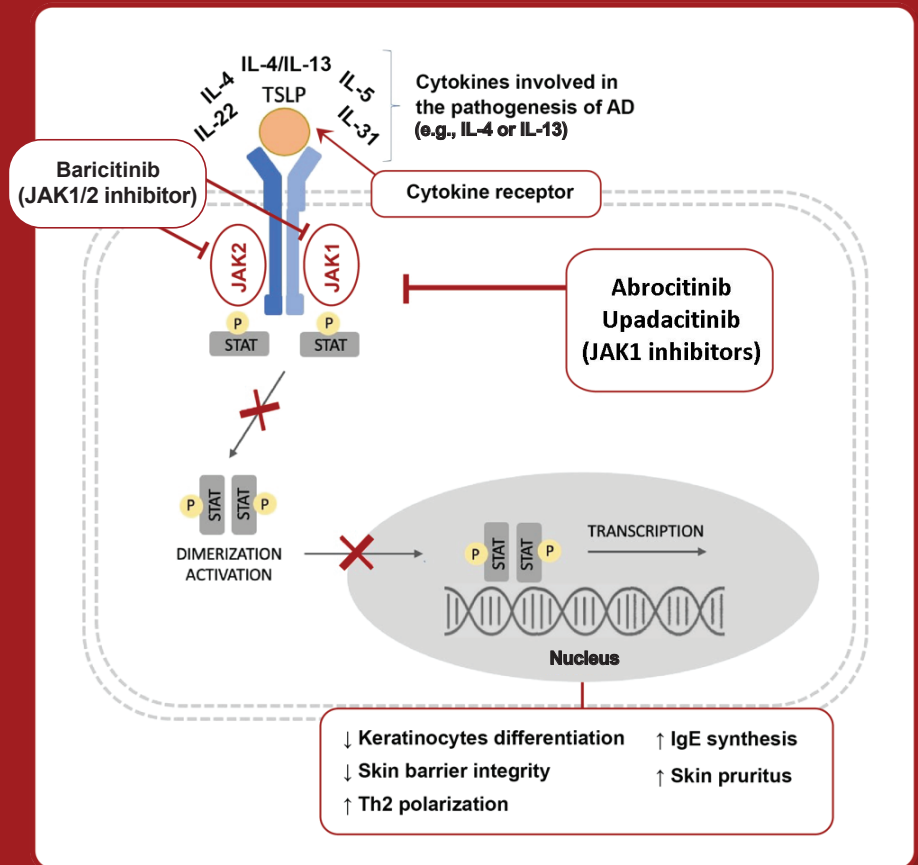 IL-4/IL-13
IL-4
IL-5
TSLP
IL-22
IL-31
Cytokines involved in
the pathogenesis of AD
(e.g., IL-4 or IL-13)
Baricitinib
(JAK1/2 inhibitor)
Cytokine receptor
JAK2
JAK1
Abrocitinib
Upadacitinib
(JAK1 inhibitors)
P
P
STAT
STAT
P
STAT
STAT
P
DIMERIZATION
ACTIVATION
P
STAT
STAT
P
TRANSCRIPTION
Nucleus
↓ Keratinocytes differentiation
↓ Skin barrier integrity
↑ Th2 polarization
↑ IgE synthesis
↑ Skin pruritus